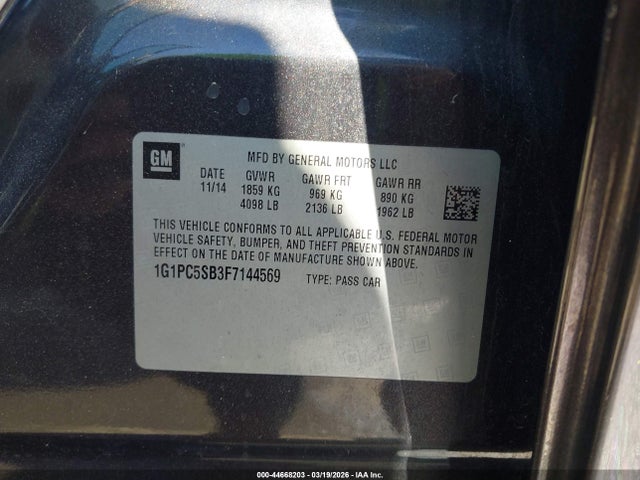 GM
MFD BY GENERAL MOTORS LLC
DATE GVWR GAWR FRT GAWR RR
11/14 1859 KG 969 KG 890 KG
4098 LB 2136 LB 1962 LB
THIS VEHICLE CONFORMS TO ALL APPLICABLE U.S. FEDERAL MOTOR
VEHICLE SAFETY, BUMPER, AND THEFT PREVENTION STANDARDS IN
EFFECT ON THE DATE OF MANUFACTURE SHOWN ABOVE.
1G1PC5SB3F7144569 TYPE: PASS CAR
000-44668203 - 03/19/2026 - IAA Inc.